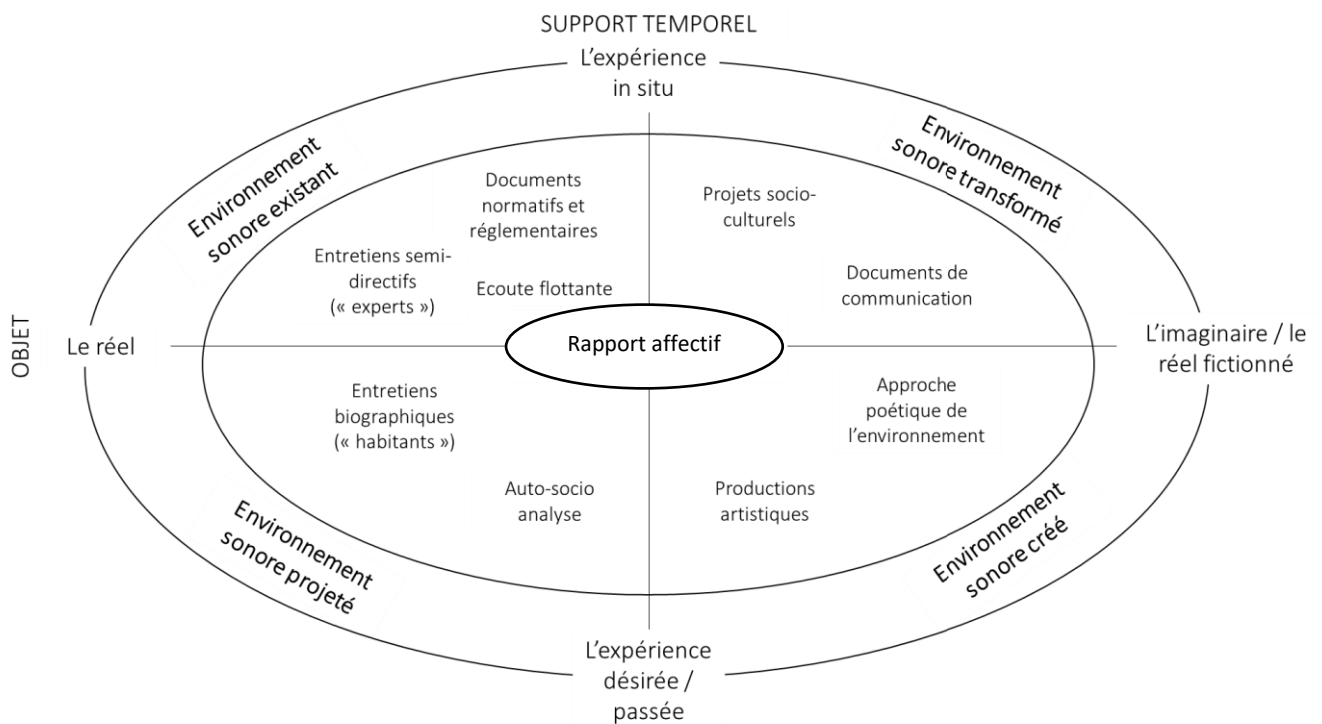 SUPPORT TEMPOREL
L'expérience
in situ
Environnement
sonore existant
Environnement
sonore transformé
Documents
normatifs et
réglementaires
Projets socio-
culturels
Entretiens semi-
directifs
(« experts »)
Ecoute flottante
Documents de
communication
OBJET
Le réel
Rapport affectif
L'imaginaire / le
réel fictionné
Entretiens
biographiques
(« habitants »)
Approche
poétique de
l'environnement
Auto-socio
analyse
Productions
artistiques
Environnement
sonore projeté
Environnement
sonore créé
L'expérience
désirée /
passée